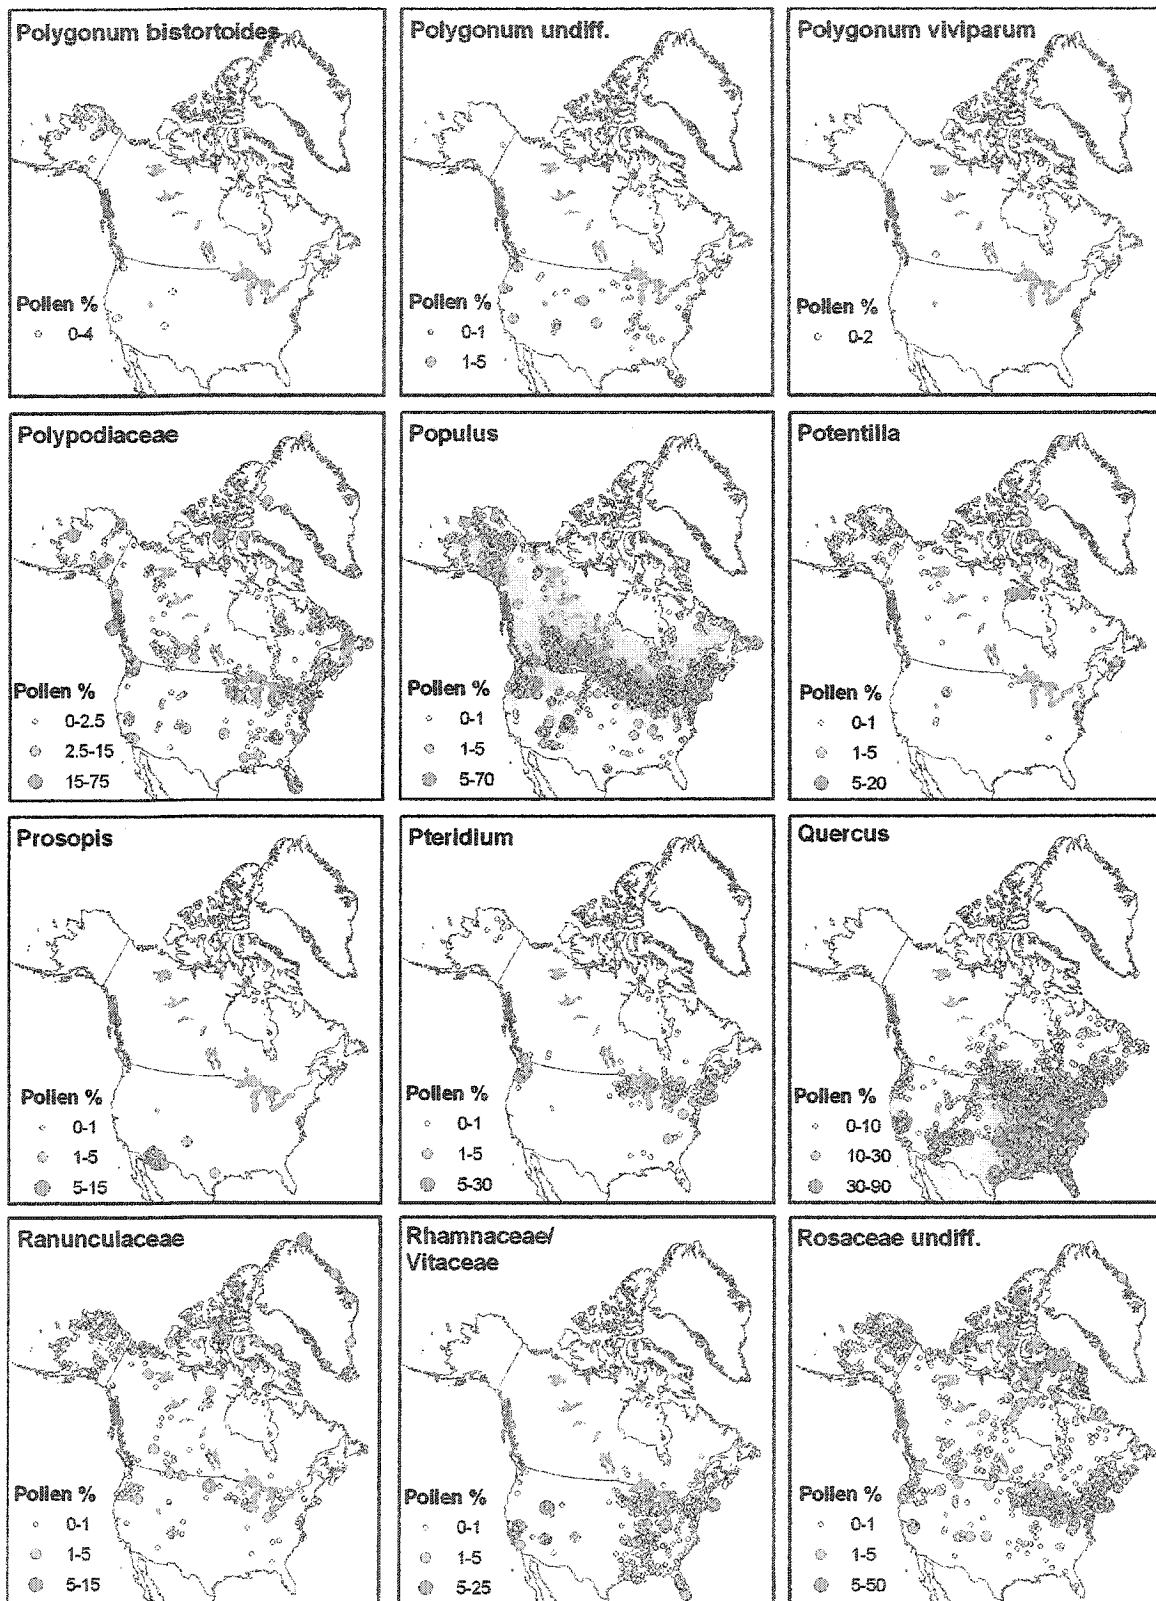 Polygonum bistortoides
Pollen %
0-4
Polygonum undiff.
Pollen %
0-1
1-5
Polygonum viviparum
Pollen %
0-2
Polypodiaceae
Pollen %
0-2.5
2.5-15
15-75
Populus
Pollen %
0-1
1-5
5-70
Potentilla
Pollen %
0-1
1-5
5-20
Prosopis
Pollen %
0-1
1-5
5-15
Pteridium
Pollen %
0-1
1-5
5-30
Quercus
Pollen %
0-10
10-30
30-90
Ranunculaceae
Pollen %
0-1
1-5
5-15
Rhamnaceae/
Vitaceae
Pollen %
0-1
1-5
5-25
Rosaceae undiff.
Pollen %
0-1
1-5
5-50